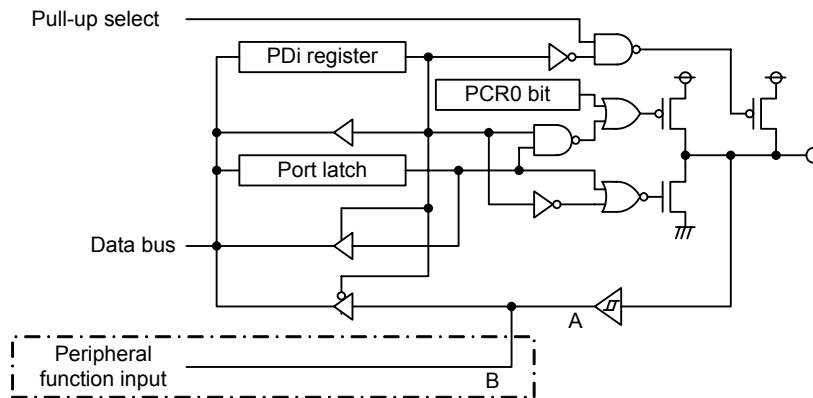 Pull-up select
PDi register
PCR0 bit
Port latch
Data bus
A
Peripheral
function input
B